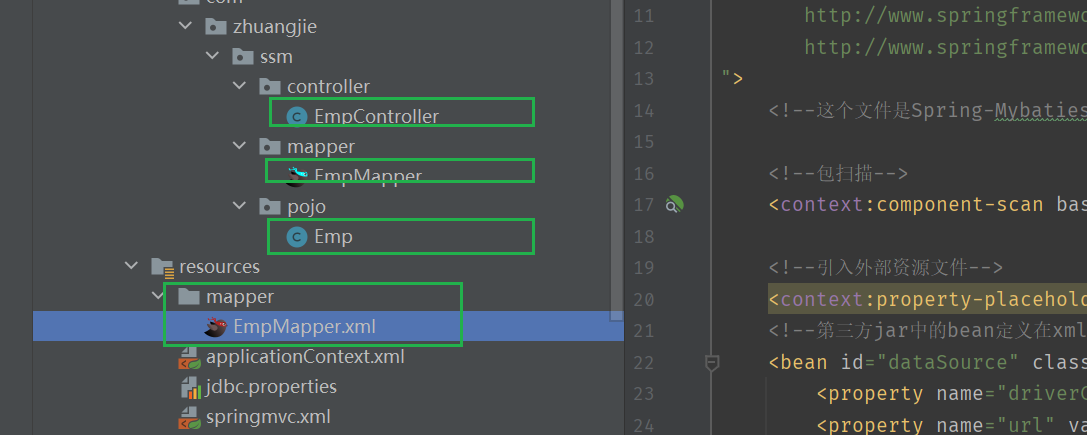 com
zhuangjie
ssm
controller
EmpController
mapper
EmpMapper
pojo
Emp
resources
mapper
EmpMapper.xml
applicationContext.xml
jdbc.properties
springmvc.xml
11 http://www.springframewo
12 http://www.springframewo
13 ">
14 <!--这个文件是Spring-Mybaties
15
16 <!--包扫描-->
17 <context:component-scan bas
18
19 <!--引入外部资源文件-->
20 <context:property-placehold
21 <!--第三方jar中的bean定义在xml
22 <bean id="dataSource" class
23 <property name="driverC
24 <property name="url" va